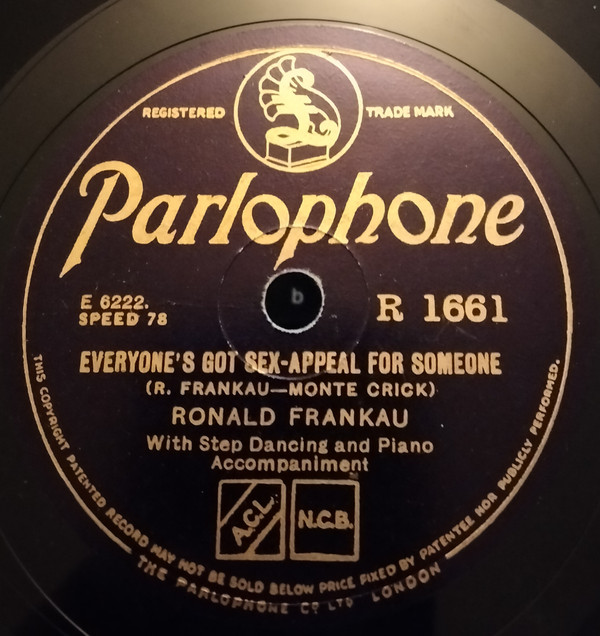 REGISTERED TRADE MARK
Parlophone
E 6222.
SPEED 78
R 1661
EVERYONE'S GOT SEX-APPEAL FOR SOMEONE
(R. FRANKAU—MONTE CRICK)
RONALD FRANKAU
With Step Dancing and Piano
Accompaniment
A.C.L.
N.C.B.
THIS COPYRIGHT PATENTED RECORD MAY NOT BE SOLD BELOW PRICE FIXED BY PATENTEE NOR PUBLICLY PERFORMED.
THE PARLOPHONE CO LTD LONDON